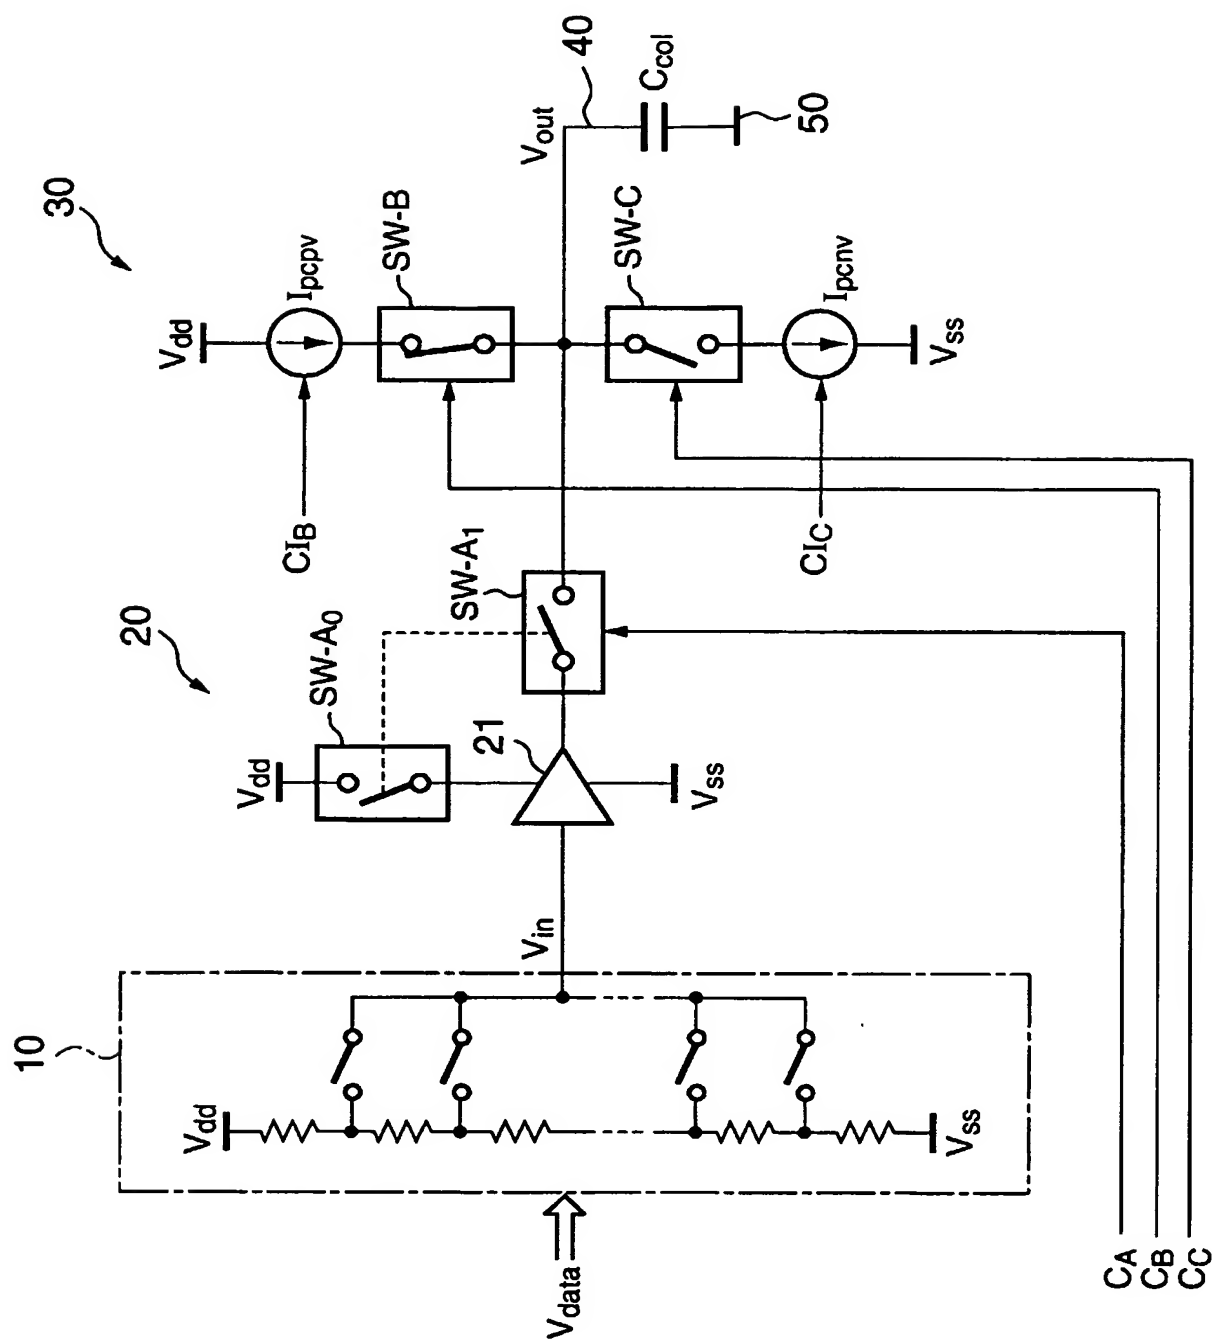 30
Vdd
Ipcpv
SW-B
Vout
40
Ccol
50
SW-C
Ipcnv
Vss
CIB
CIC
20
SW-A0
SW-A1
Vdd
21
Vss
Vin
10
Vdd
Vss
Vdata
CA
CB
CC